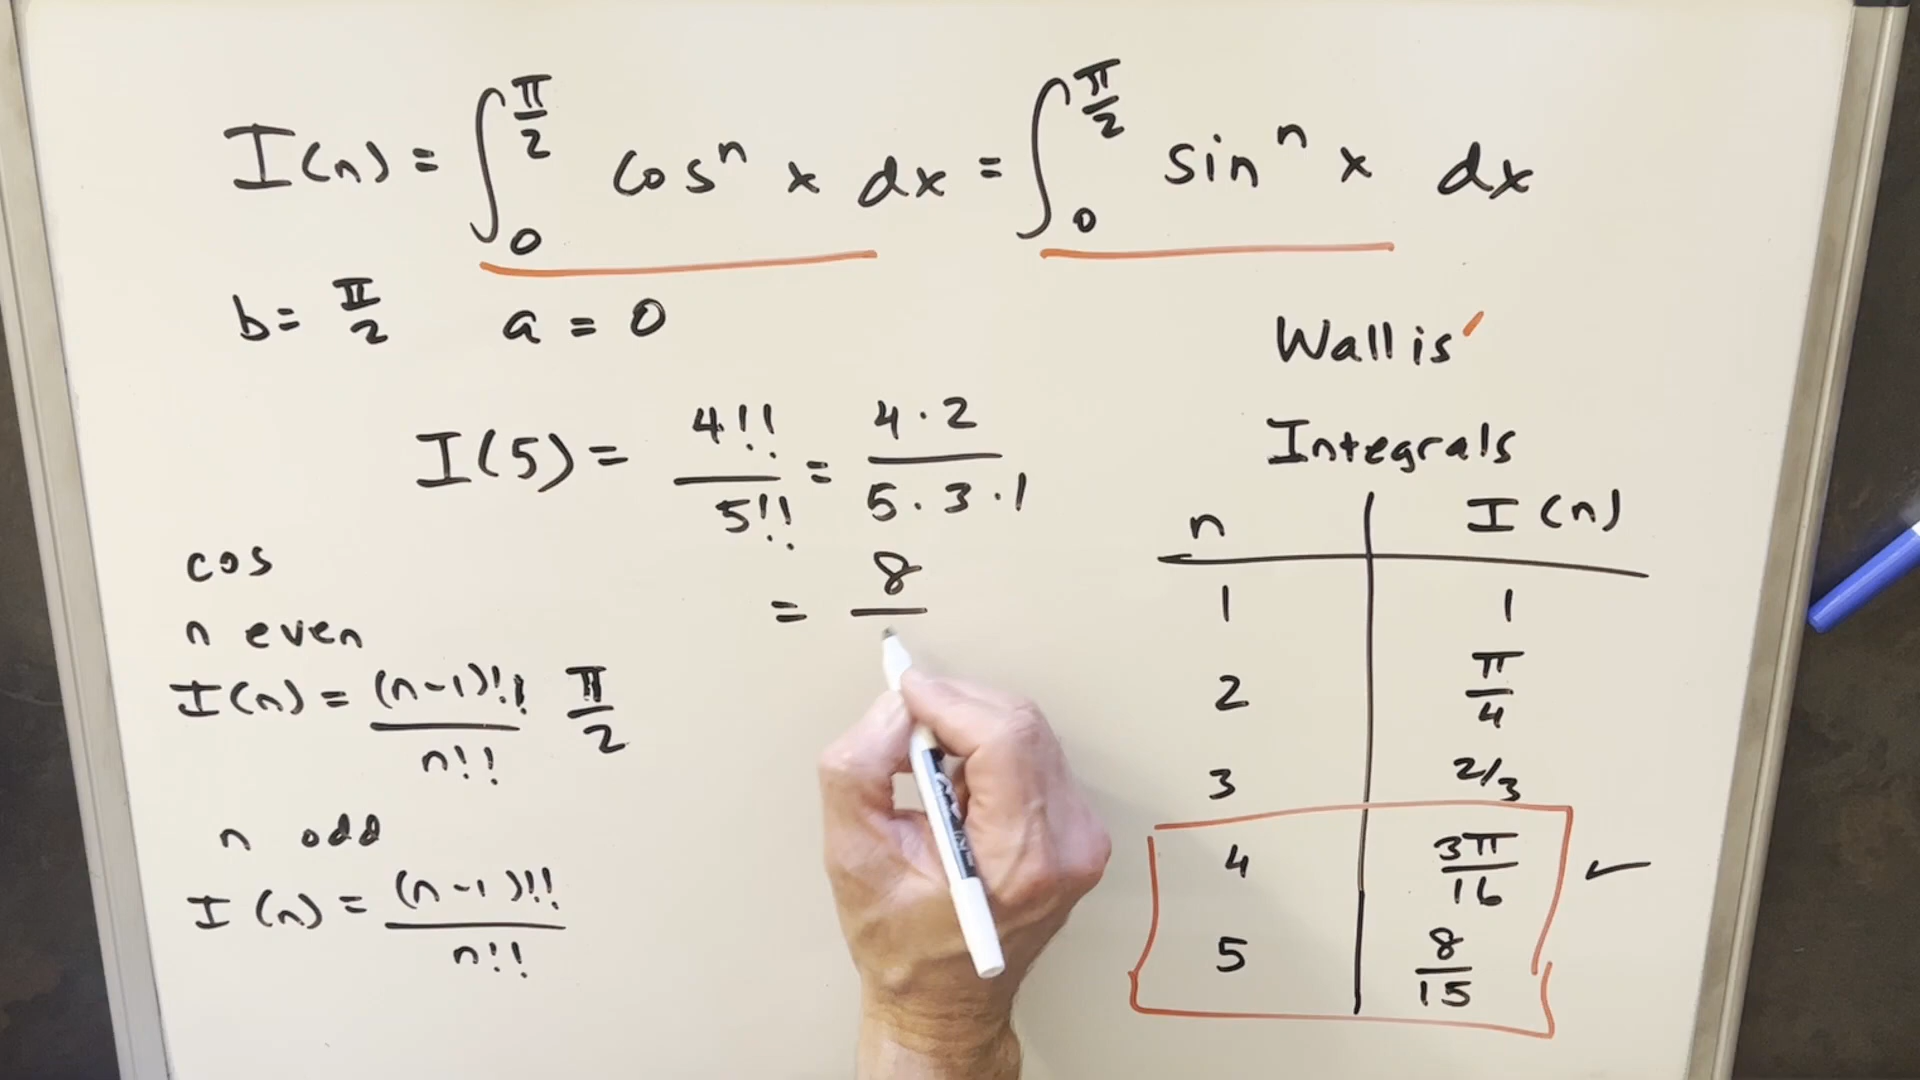 I(n) = ∫₀^{π/2} cosⁿ x dx = ∫₀^{π/2} sinⁿ x dx
b = π/2 a = 0
Wallis'
Integrals
I(5) = 4!!/5!! = 4·2/5·3·1
= 8/
cos
n even
I(n) = (n-1)!!/n!! π/2
n odd
I(n) = (n-1)!!/n!!
n I(n)
1 1
2 π/4
3 2/3
4 3π/16 ✓
5 8/15